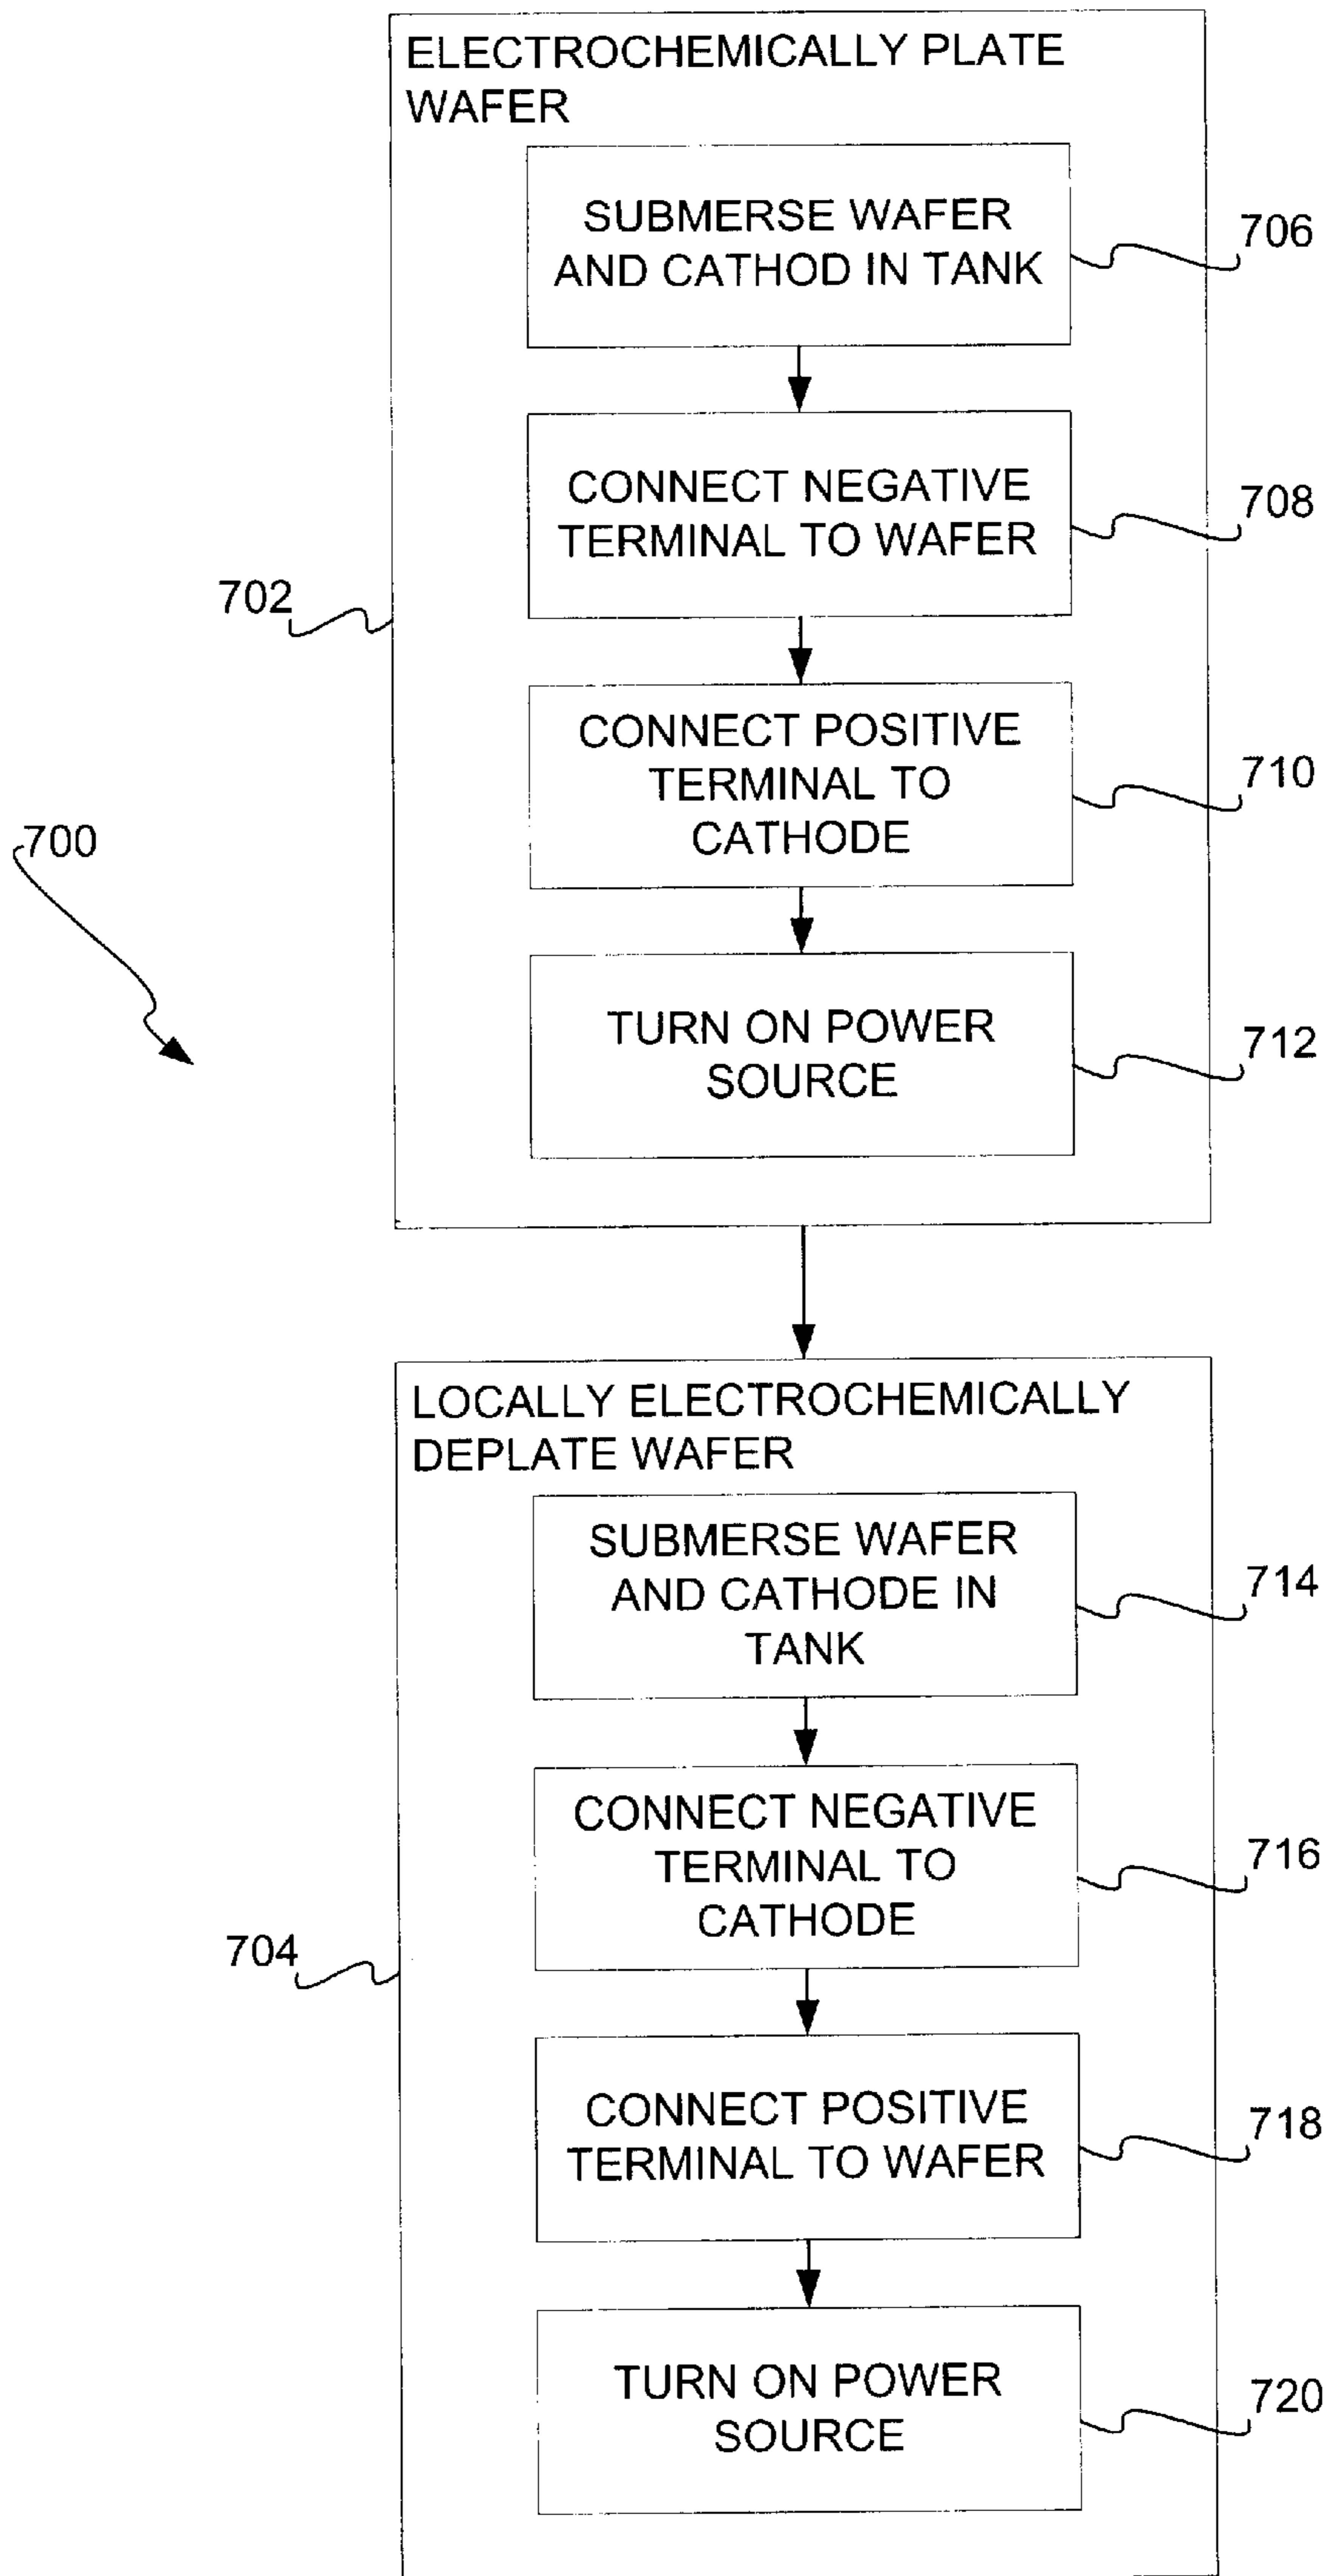 ELECTROCHEMICALLY PLATE
WAFER
SUBMERSE WAFER
AND CATHOD IN TANK
706
CONNECT NEGATIVE
TERMINAL TO WAFER
708
702
CONNECT POSITIVE
TERMINAL TO
CATHODE
710
700
TURN ON POWER
SOURCE
712
LOCALLY ELECTROCHEMICALLY
DEPLATE WAFER
SUBMERSE WAFER
AND CATHODE IN
TANK
714
CONNECT NEGATIVE
TERMINAL TO
CATHODE
716
704
CONNECT POSITIVE
TERMINAL TO WAFER
718
TURN ON POWER
SOURCE
720